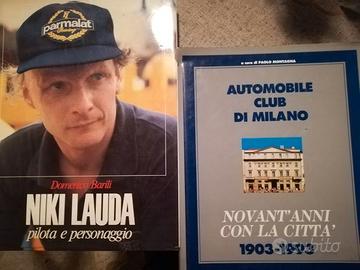 parmalat
Domenico Barili
NIKI LAUDA
pilota e personaggio
a cura di PAOLO MONTAGNA
AUTOMOBILE
CLUB
DI MILANO
NOVANT'ANNI
CON LA CITTA'
1903-1993
subito